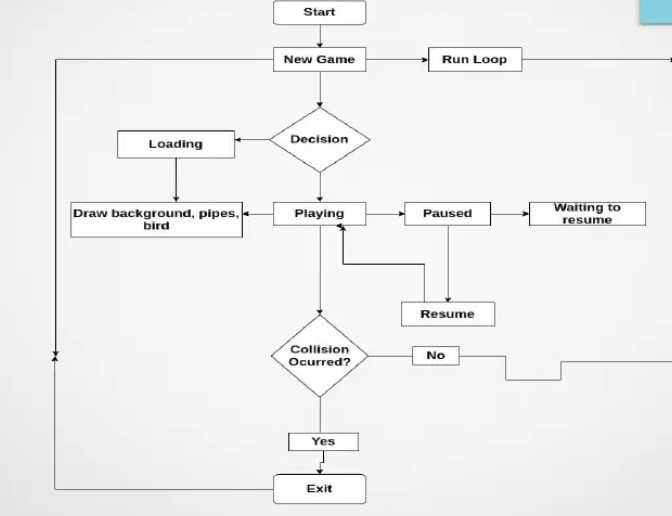 Start
New Game
Run Loop
Decision
Loading
Draw background, pipes,
bird
Playing
Paused
Waiting to
resume
Resume
Collision
Ocurred?
No
Yes
Exit